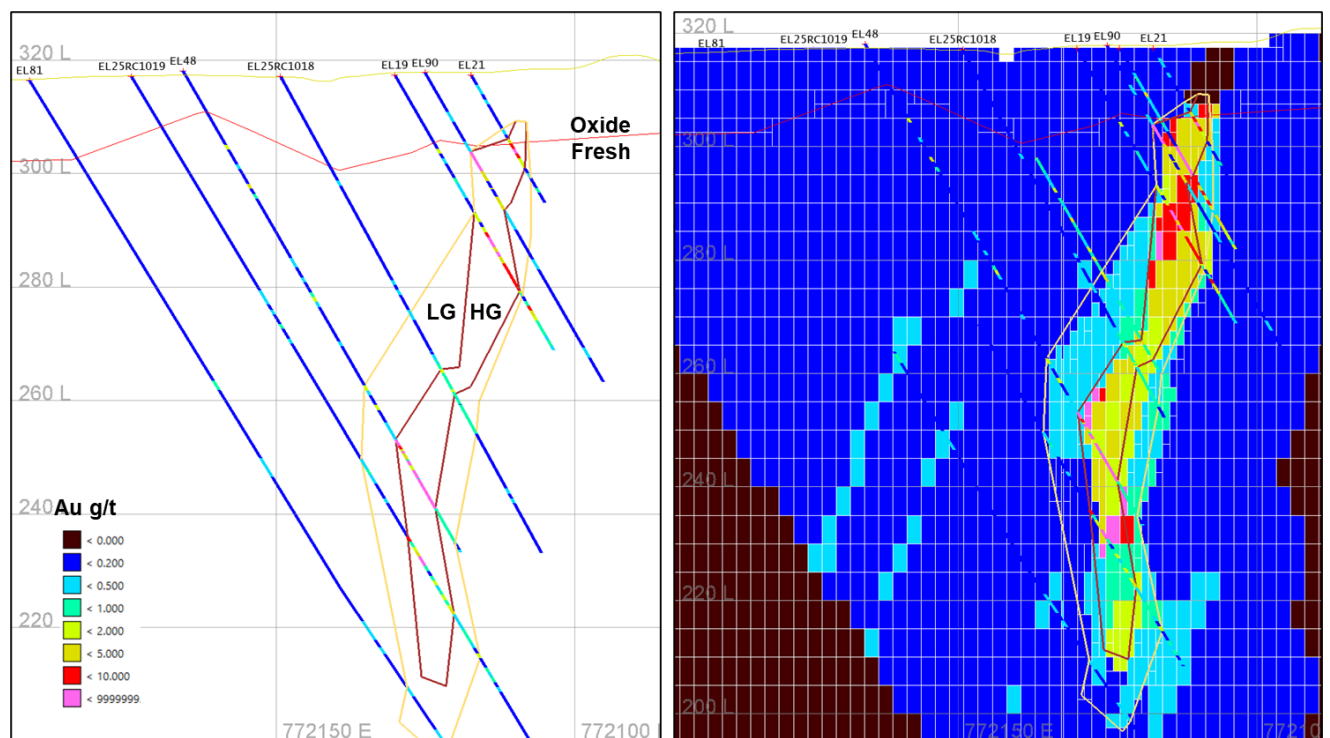 320 L
EL81
EL25RC1019
EL48
EL25RC1018
EL19
EL90
EL21
Oxide
Fresh
300 L
280 L
LG
HG
260 L
240 L
Au g/t
< 0.000
< 0.200
< 0.500
< 1.000
< 2.000
< 5.000
< 10.000
< 9999999.
220 L
772150 E
772100
320 L
EL81
EL25RC1019
EL48
EL25RC1018
EL19
EL90
EL21
300 L
280 L
260 L
240 L
220 L
200 L
772150 E